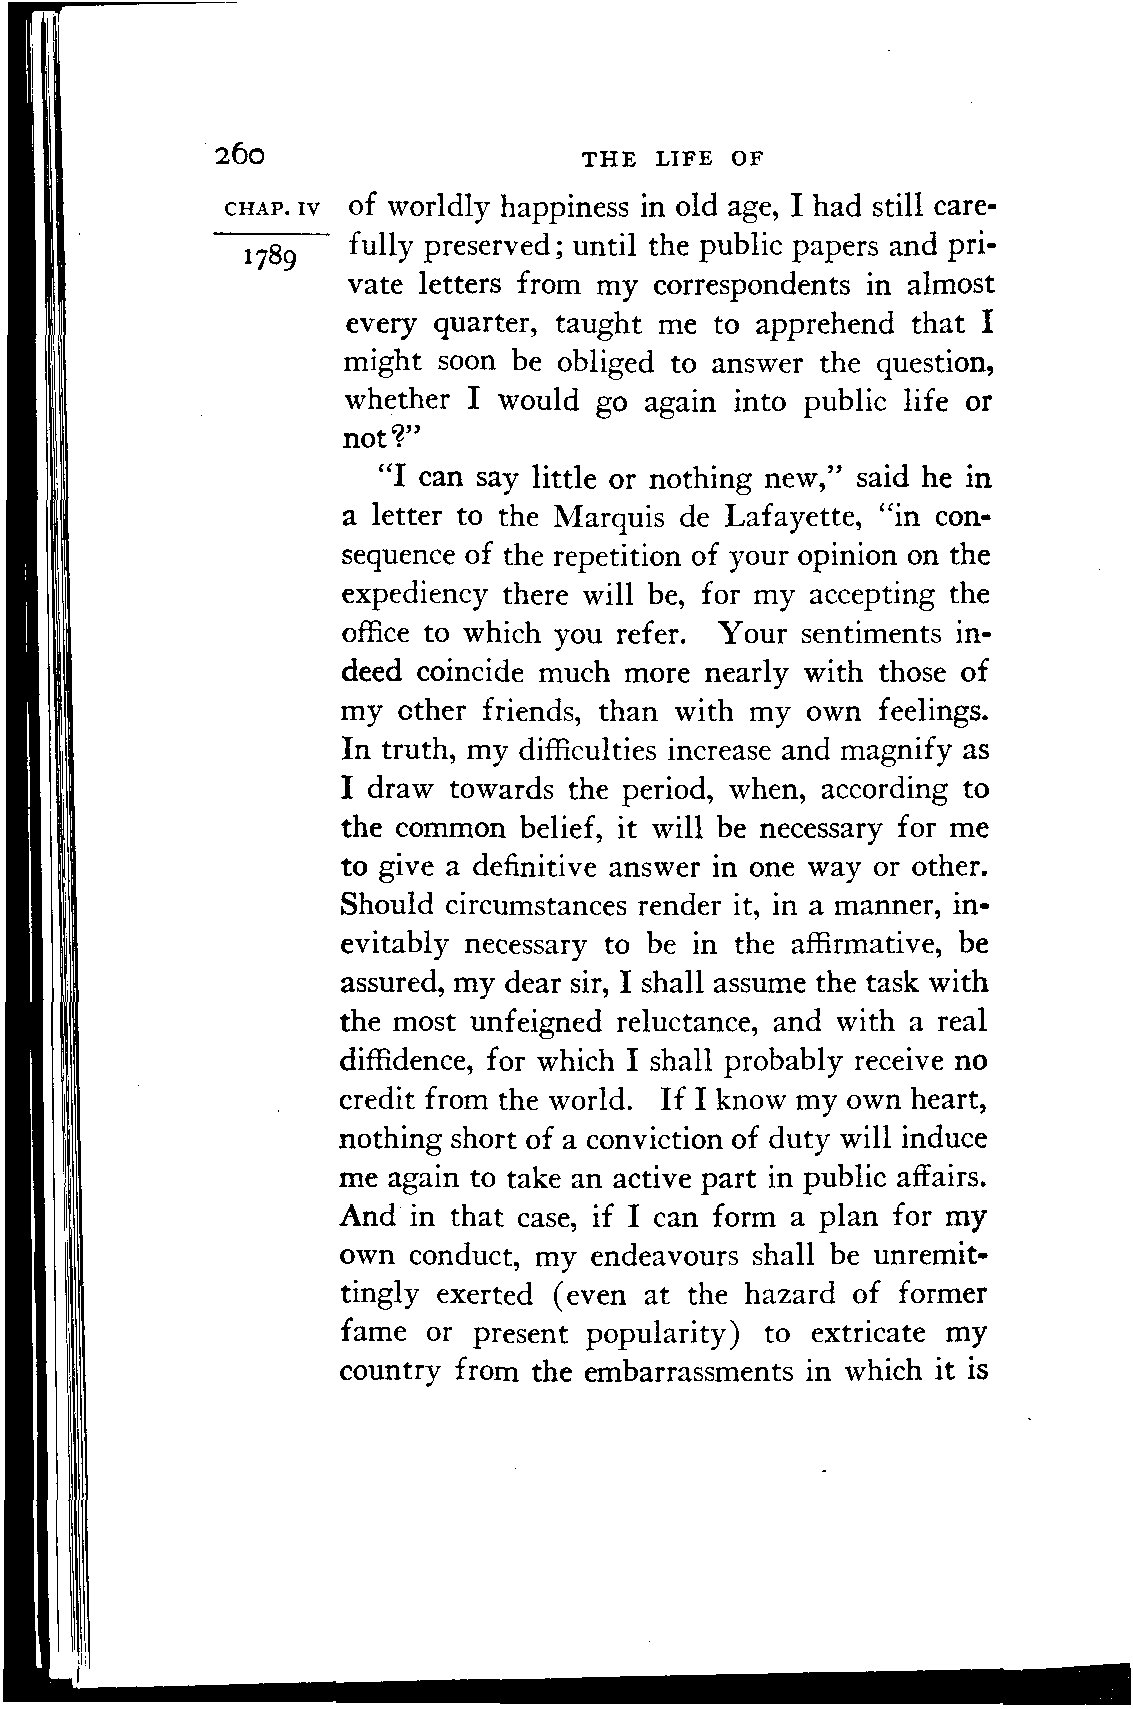 260 THE LIFE OF
CHAP. IV of worldly happiness in old age, I had still care-
1789 fully preserved; until the public papers and pri-
vate letters from my correspondents in almost
every quarter, taught me to apprehend that I
might soon be obliged to answer the question,
whether I would go again into public life or
not?"
"I can say little or nothing new," said he in
a letter to the Marquis de Lafayette, "in con-
sequence of the repetition of your opinion on the
expediency there will be, for my accepting the
office to which you refer. Your sentiments in-
deed coincide much more nearly with those of
my other friends, than with my own feelings.
In truth, my difficulties increase and magnify as
I draw towards the period, when, according to
the common belief, it will be necessary for me
to give a definitive answer in one way or other.
Should circumstances render it, in a manner, in-
evitably necessary to be in the affirmative, be
assured, my dear sir, I shall assume the task with
the most unfeigned reluctance, and with a real
diffidence, for which I shall probably receive no
credit from the world. If I know my own heart,
nothing short of a conviction of duty will induce
me again to take an active part in public affairs.
And in that case, if I can form a plan for my
own conduct, my endeavours shall be unremit-
tingly exerted (even at the hazard of former
fame or present popularity) to extricate my
country from the embarrassments in which it is